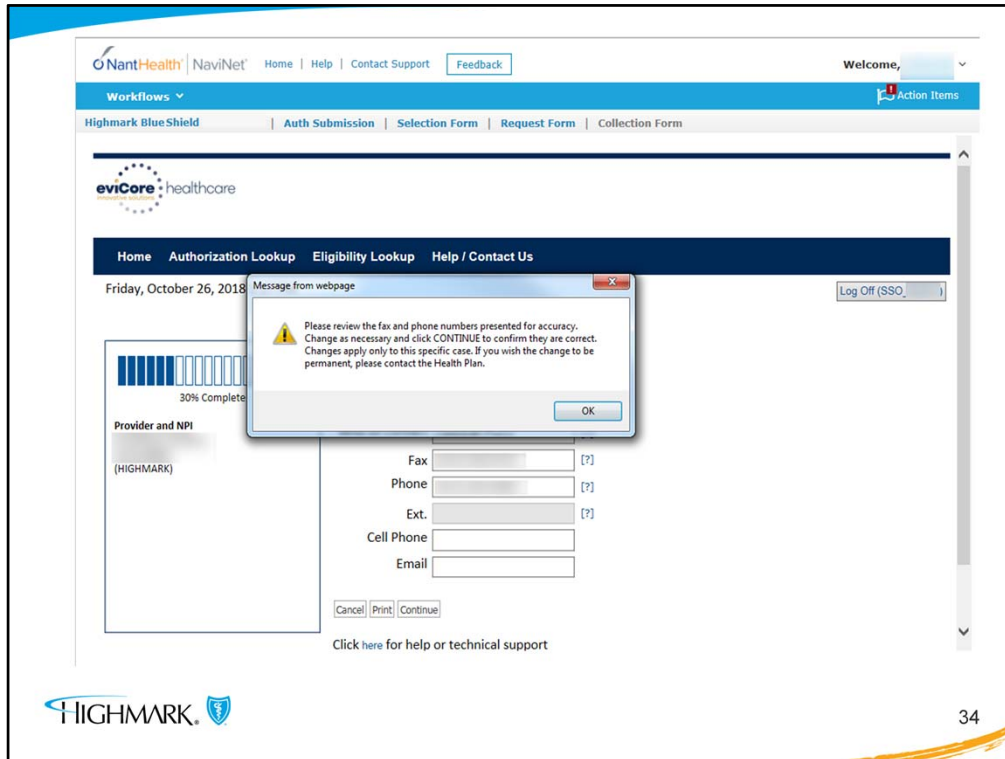 NantHealth® NaviNet® Home | Help | Contact Support Feedback Welcome,
Workflows Action Items
Highmark BlueShield | Auth Submission | Selection Form | Request Form | Collection Form
eviCore healthcare
innovative solutions
Home Authorization Lookup Eligibility Lookup Help / Contact Us
Friday, October 26, 2018
Log Off (SSO_ )
Message from webpage
Please review the fax and phone numbers presented for accuracy.
Change as necessary and click CONTINUE to confirm they are correct.
Changes apply only to this specific case. If you wish the change to be
permanent, please contact the Health Plan.
OK
30% Complete
Provider and NPI
(HIGHMARK)
Fax [?]
Phone [?]
Ext. [?]
Cell Phone
Email
Cancel Print Continue
Click here for help or technical support
HIGHMARK.
34